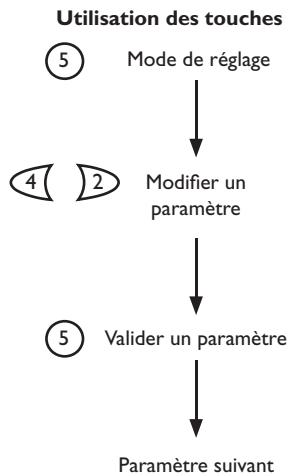 Utilisation des touches
5 Mode de réglage
4 2 Modifier un
paramètre
5 Valider un paramètre
Paramètre suivant